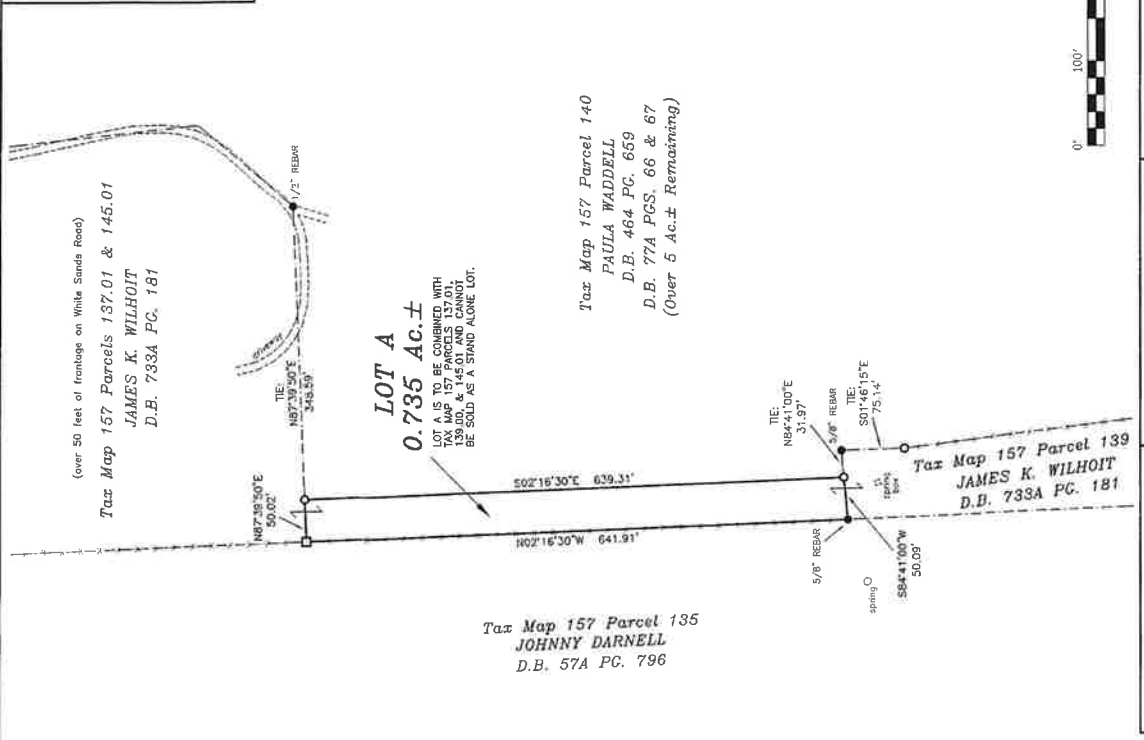 (over 50 feet of frontage on White Sands Road)
Tax Map 157 Parcels 137.01 & 145.01
JAMES K. WILHOIT
D.B. 733A PG. 181
1/2" REBAR
driveway
TIE:
N87°39'50"E
348.59'
N87°39'50"E
50.02'
LOT A
0.735 Ac.±
LOT A IS TO BE COMBINED WITH
TAX MAP 157 PARCELS 137.01,
139.00, & 145.01 AND CANNOT
BE SOLD AS A STAND ALONE LOT.
Tax Map 157 Parcel 140
PAULA WADDELL
D.B. 464 PG. 659
D.B. 77A PGS. 66 & 67
(Over 5 Ac.± Remaining)
0'
100'
S02°16'30"E 639.31'
N02°16'30"W 641.91'
TIE:
N84°41'00"E
31.97'
5/8" REBAR
TIE:
S01°46'15"E
75.14'
5/8" REBAR
spring
S84°41'00"W
50.09'
spring
box
Tax Map 157 Parcel 139
JAMES K. WILHOIT
D.B. 733A PG. 181
Tax Map 157 Parcel 135
JOHNNY DARNELL
D.B. 57A PG. 796